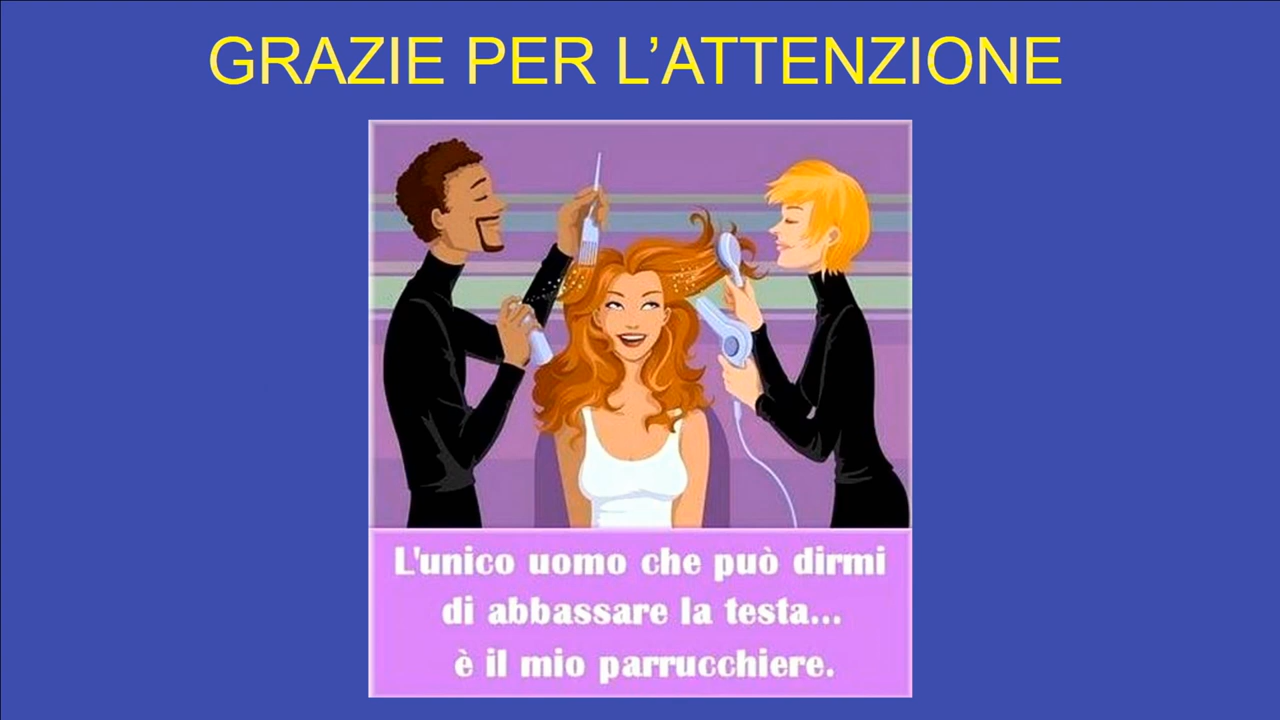 GRAZIE PER L’ATTENZIONE
L'unico uomo che può dirmi
di abbassare la testa...
è il mio parrucchiere.